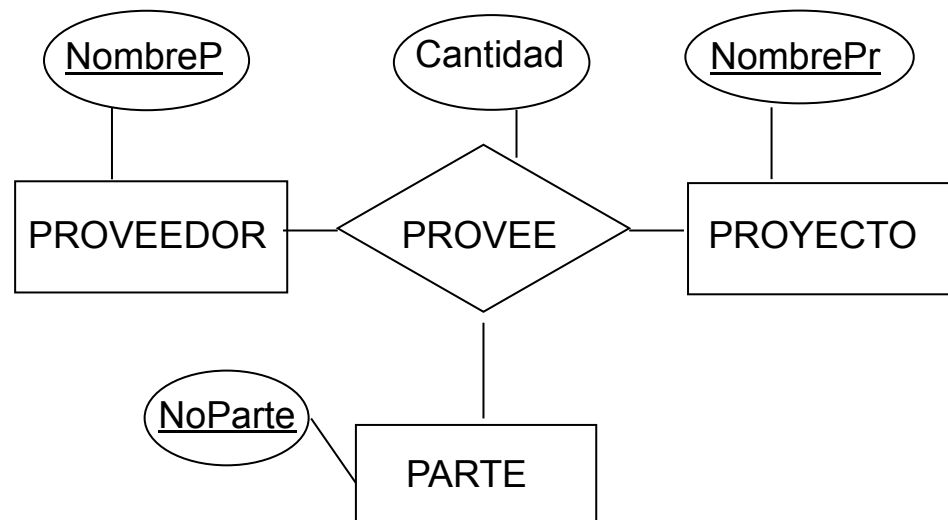 NombreP
Cantidad
NombrePr
PROVEEDOR
PROVEE
PROYECTO
NoParte
PARTE